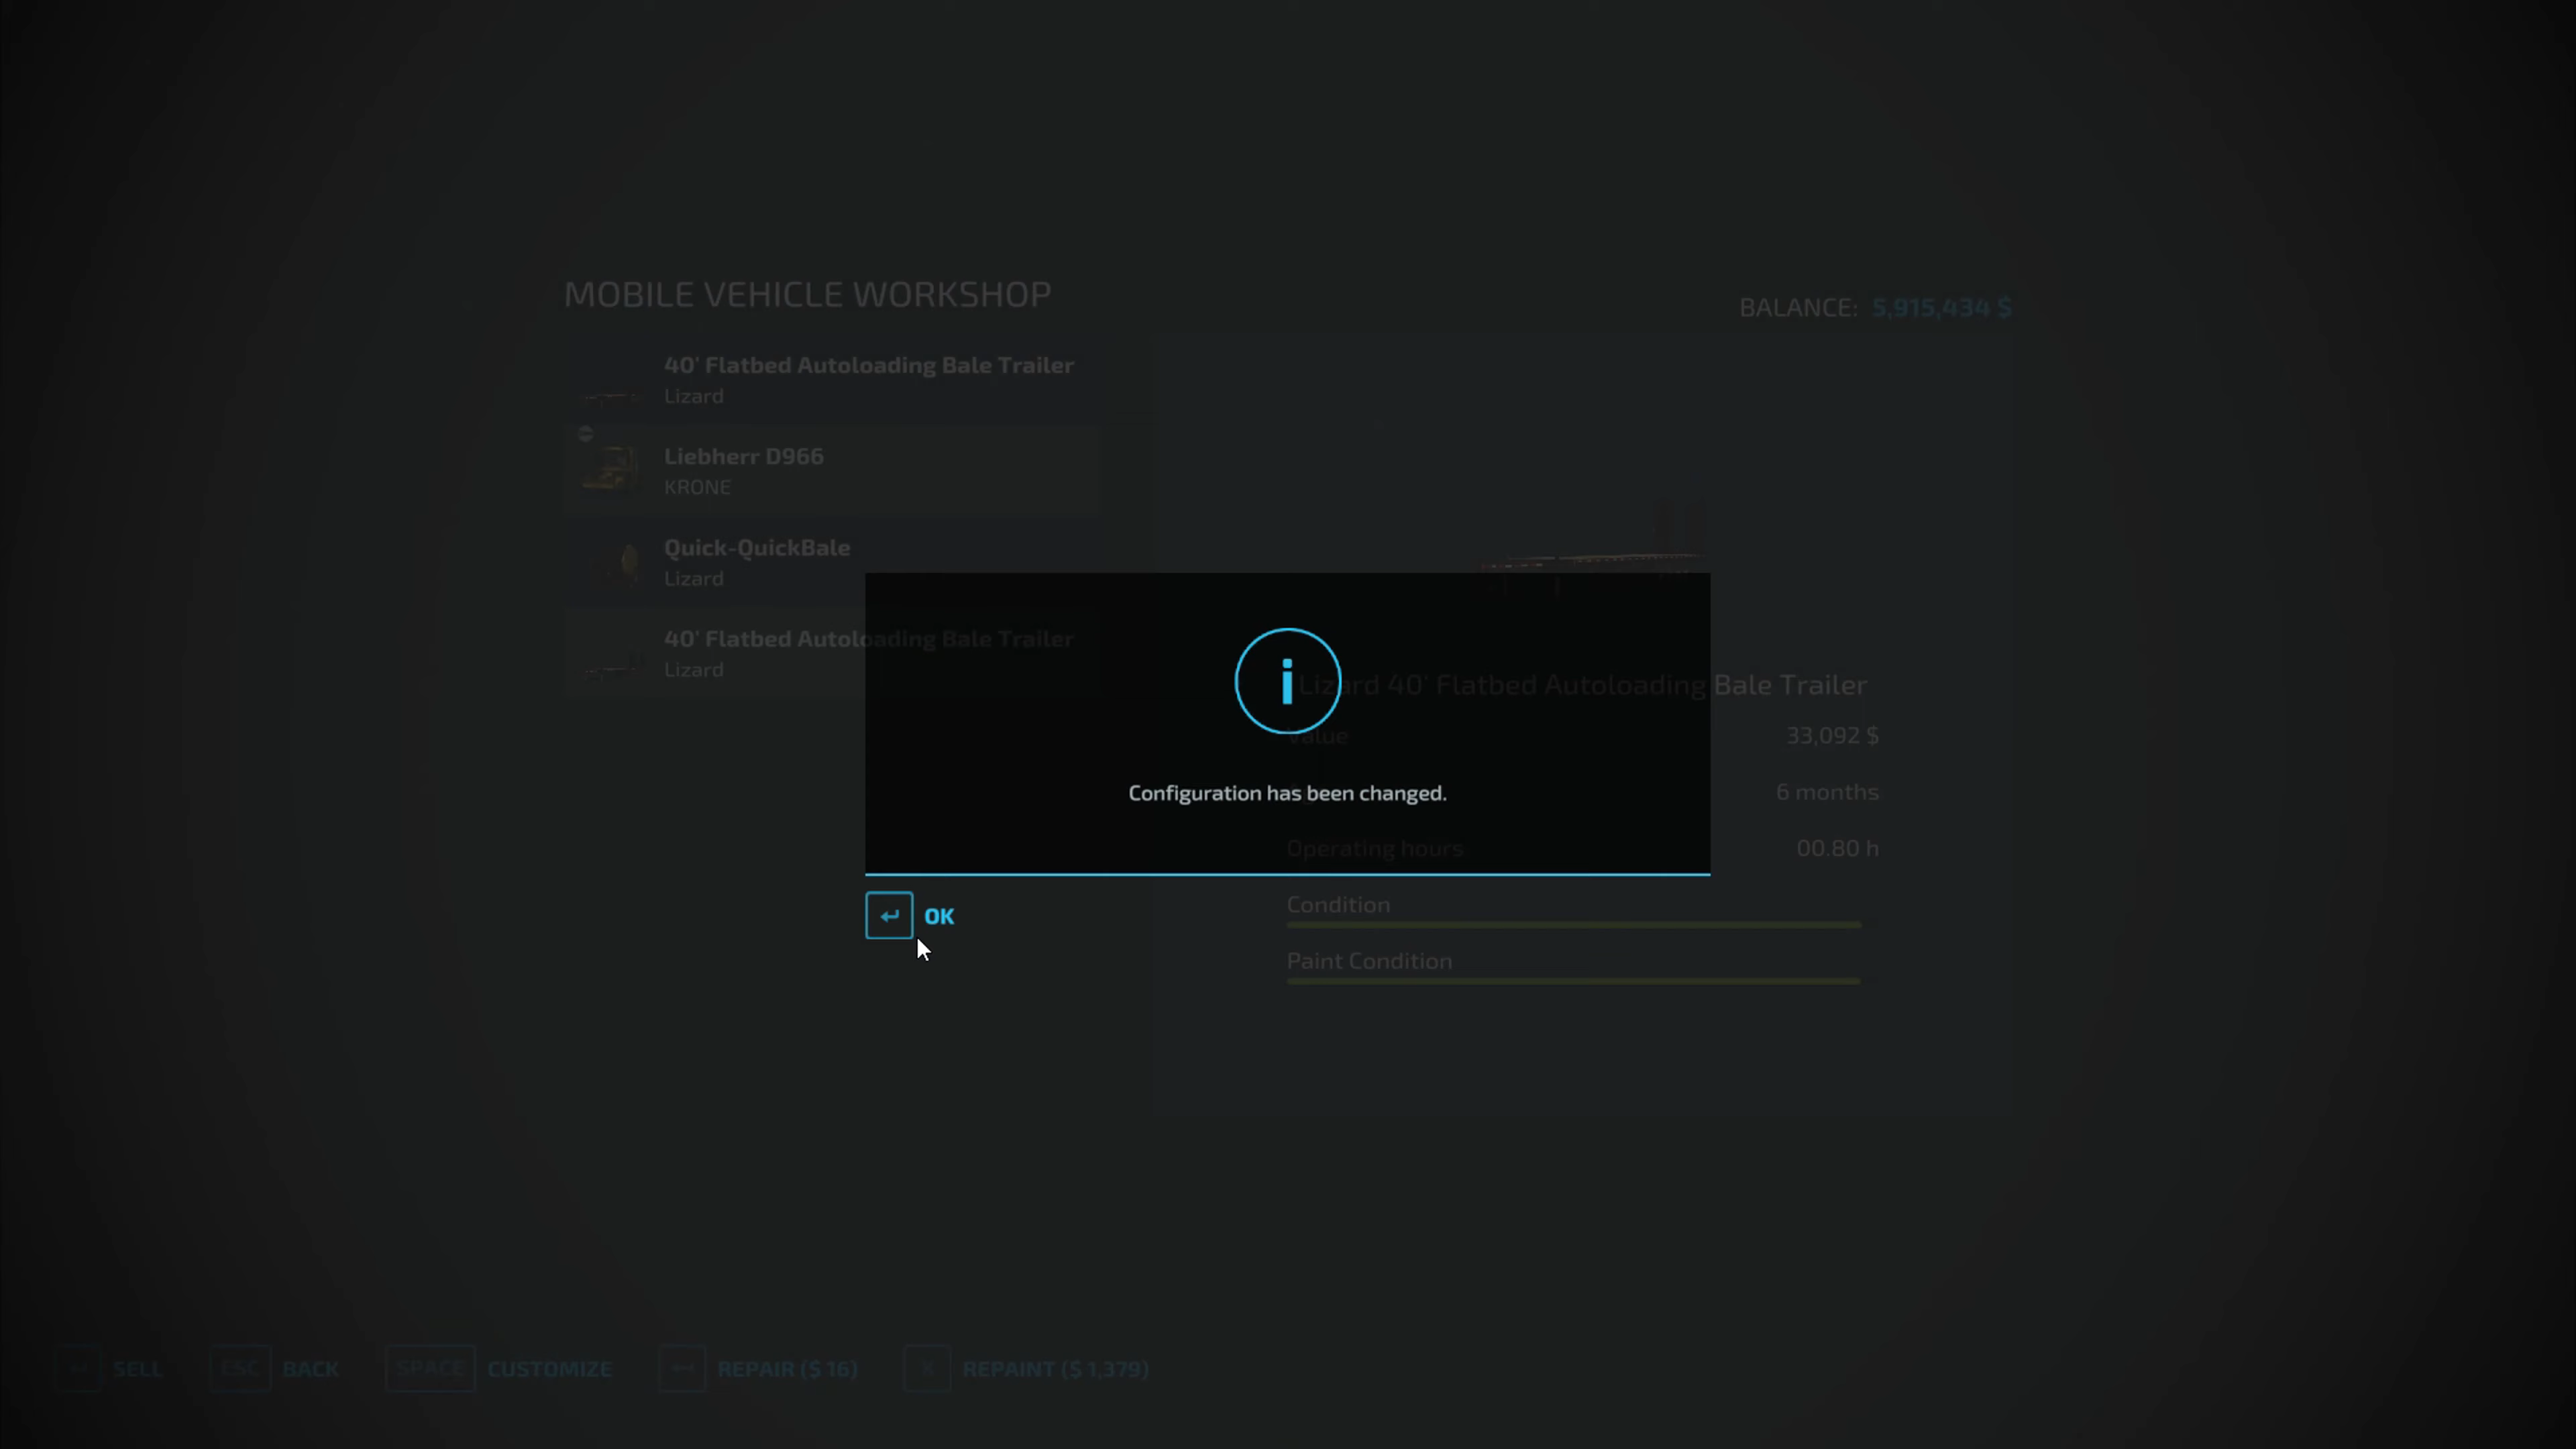 MOBILE VEHICLE WORKSHOP
BALANCE: 5,915,434 $
40' Flatbed Autoloading Bale Trailer
Lizard
Liebherr D966
KRONE
Quick-QuickBale
Lizard
40' Flatbed Autoloading Bale Trailer
Lizard
Lizard 40' Flatbed Autoloading Bale Trailer
Value 33,092 $
6 months
Operating hours 00.80 h
Condition
Paint Condition
i
Configuration has been changed.
OK
SELL
ESC BACK
SPACE CUSTOMIZE
REPAIR ($ 16)
X REPAINT ($ 1,379)